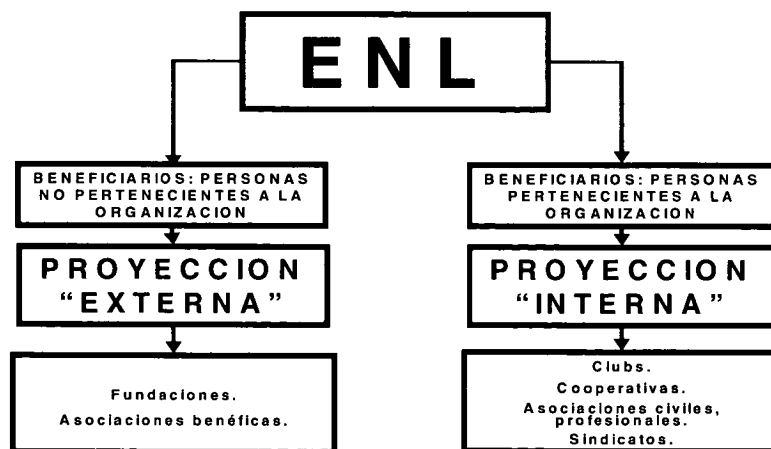 ENL
BENEFICIARIOS: PERSONAS
NO PERTENECIENTES A LA
ORGANIZACION
PROYECCION
“EXTERNA”
Fundaciones.
Asociaciones benéficas.
BENEFICIARIOS: PERSONAS
PERTENECIENTES A LA
ORGANIZACION
PROYECCION
“INTERNA”
Clubs.
Cooperativas.
Asociaciones civiles,
profesionales.
Sindicatos.